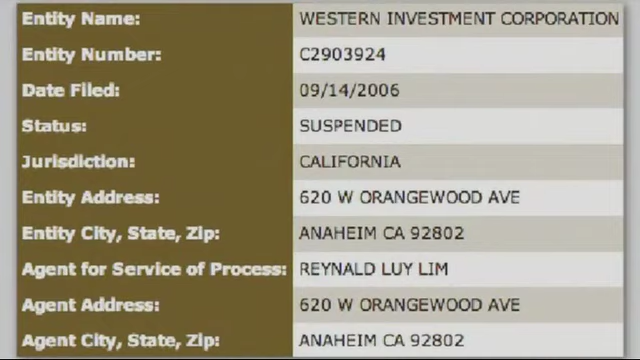 Entity Name: WESTERN INVESTMENT CORPORATION
Entity Number: C2903924
Date Filed: 09/14/2006
Status: SUSPENDED
Jurisdiction: CALIFORNIA
Entity Address: 620 W ORANGEWOOD AVE
Entity City, State, Zip: ANAHEIM CA 92802
Agent for Service of Process: REYNALD LUY LIM
Agent Address: 620 W ORANGEWOOD AVE
Agent City, State, Zip: ANAHEIM CA 92802